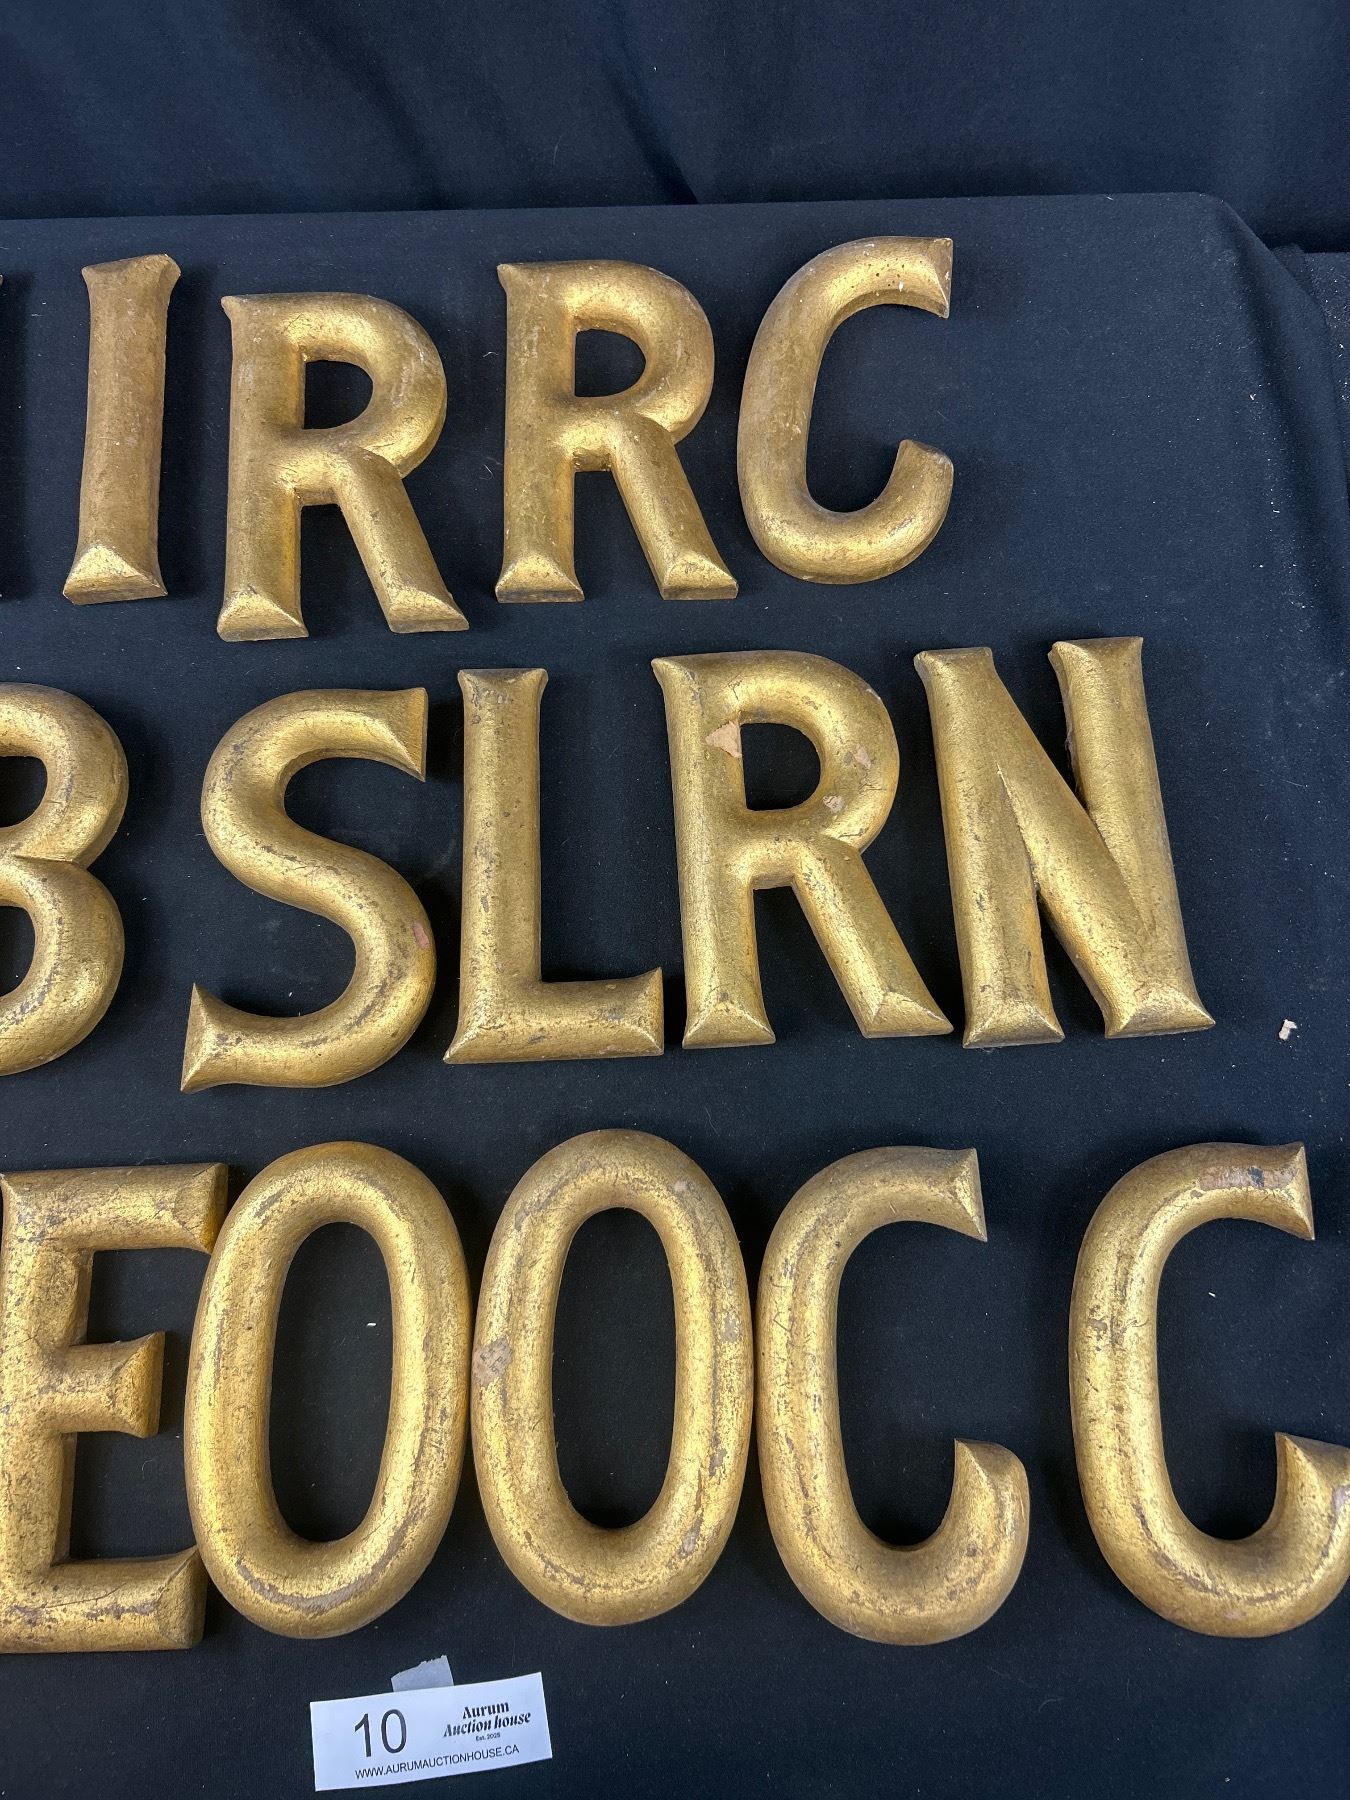 IRRC
BSLRN
EOOCC
10 Aurum
Auction house
Est. 2025
WWW.AURUMAUCTIONHOUSE.CA